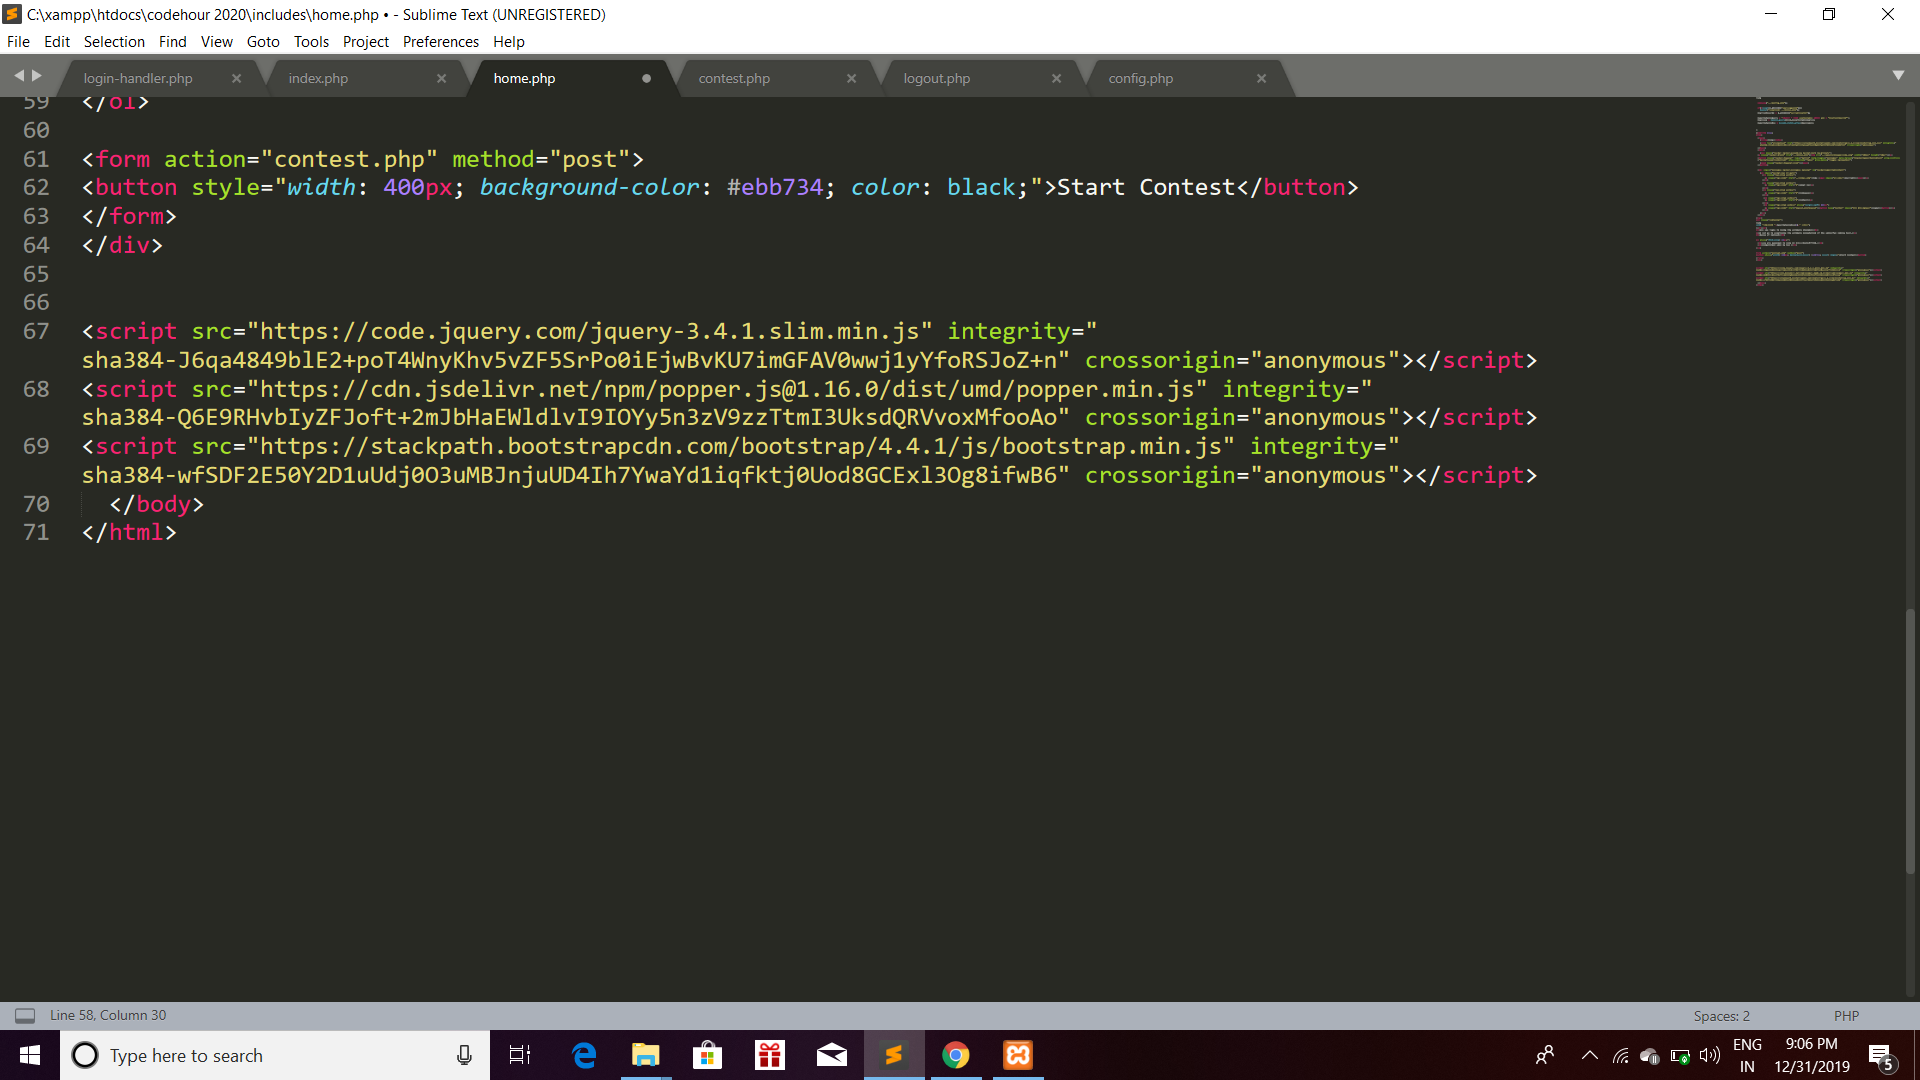 C:\xampp\htdocs\codehour 2020\includes\home.php • - Sublime Text (UNREGISTERED)
File Edit Selection Find View Goto Tools Project Preferences Help
login-handler.php index.php home.php contest.php logout.php config.php
59 </ol>
60
61 <form action="contest.php" method="post">
62 <button style="width: 400px; background-color: #ebb734; color: black;">Start Contest</button>
63 </form>
64 </div>
65
66
67 <script src="https://code.jquery.com/jquery-3.4.1.slim.min.js" integrity="
sha384-J6qa4849blE2+poT4WnyKhv5vZF5SrPo0iEjwBvKU7imGFAV0wwj1yYfoRSJoZ+n" crossorigin="anonymous"></script>
68 <script src="https://cdn.jsdelivr.net/npm/popper.js@1.16.0/dist/umd/popper.min.js" integrity="
sha384-Q6E9RHvbIyZFJoft+2mJbHaEWldlvI9IOYy5n3zV9zzTtmI3UksdQRVvoxMfooAo" crossorigin="anonymous"></script>
69 <script src="https://stackpath.bootstrapcdn.com/bootstrap/4.4.1/js/bootstrap.min.js" integrity="
sha384-wfSDF2E50Y2D1uUdj0O3uMBJnjuUD4Ih7YwaYd1iqfktj0Uod8GCExl3Og8ifwB6" crossorigin="anonymous"></script>
70 </body>
71 </html>
Line 58, Column 30 Spaces: 2 PHP
Type here to search
ENG 9:06 PM
IN 12/31/2019 5